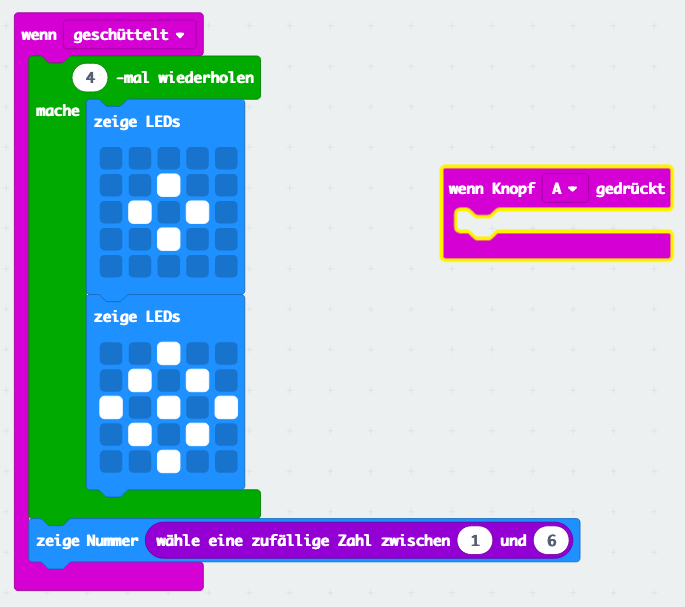 wenn geschüttelt
4 -mal wiederholen
mache
zeige LEDs
wenn Knopf A gedrückt
zeige LEDs
zeige Nummer wähle eine zufällige Zahl zwischen 1 und 6